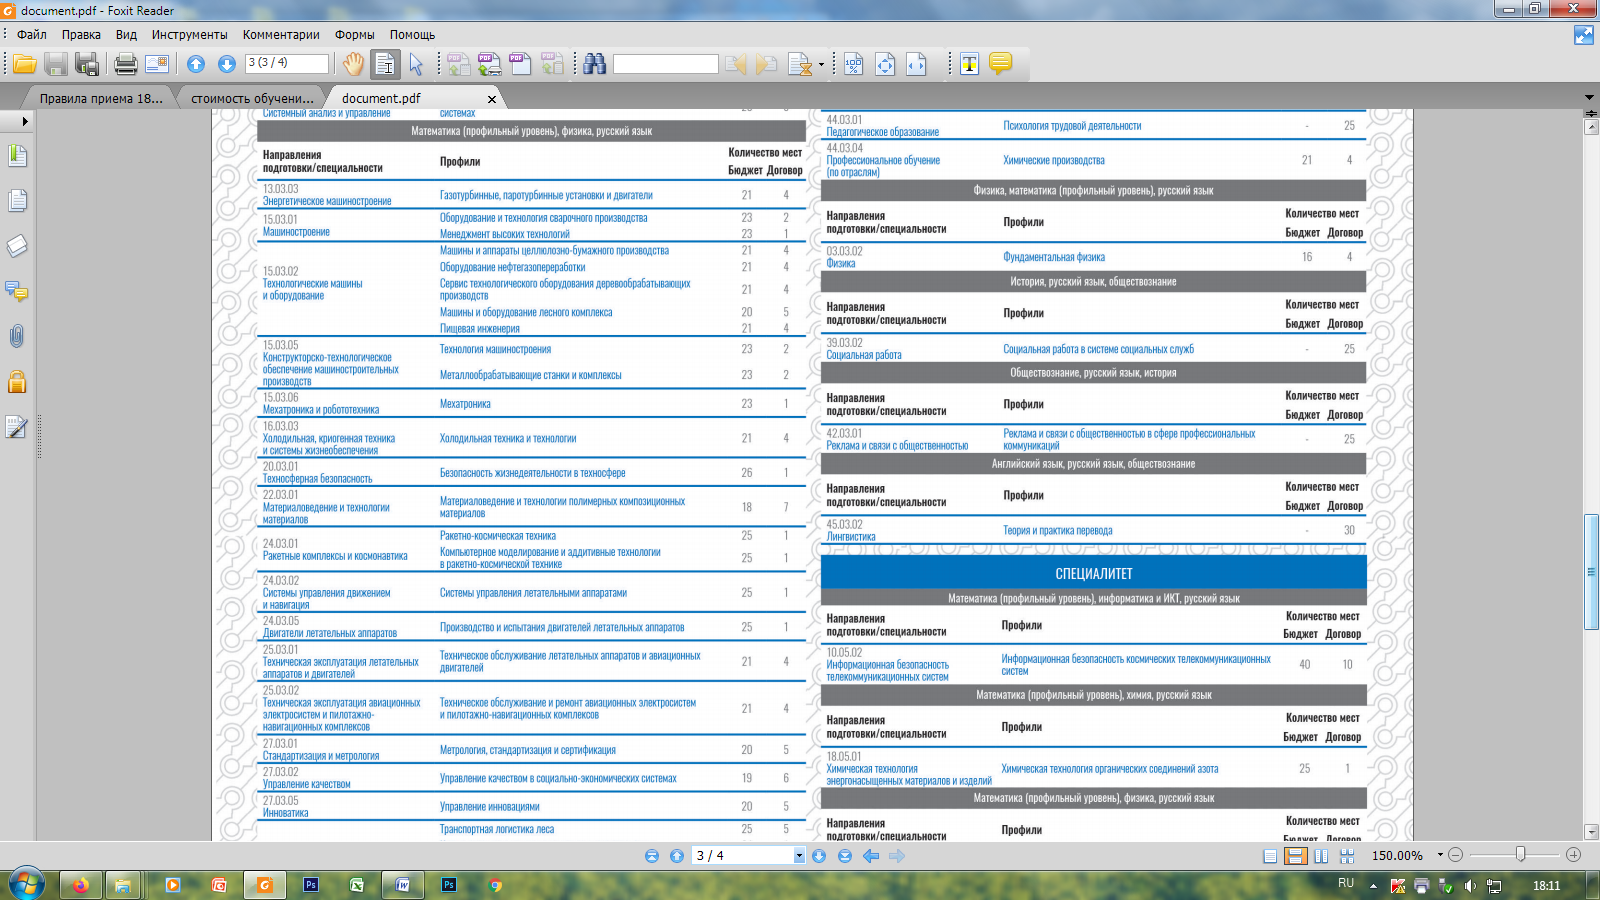 document.pdf - Foxit Reader
Файл Правка Вид Инструменты Комментарии Формы Помощь
3 (3 / 4)
Правила приема 18... стоимость обучени... document.pdf
Системный анализ и управление системах
Математика (профильный уровень), физика, русский язык
Направления подготовки/специальности Профили Количество мест
Бюджет Договор
13.03.03
Энергетическое машиностроение Газотурбинные, паротурбинные установки и двигатели 21 4
15.03.01
Машиностроение
Оборудование и технология сварочного производства 23 2
Менеджмент высоких технологий 23 1
15.03.02
Технологические машины
и оборудование
Машины и аппараты целлюлозно-бумажного производства 21 4
Оборудование нефтегазопереработки 21 4
Сервис технологического оборудования деревообрабатывающих
производств 21 4
Машины и оборудование лесного комплекса 20 5
Пищевая инженерия 21 4
15.03.05
Конструкторско-технологическое
обеспечение машиностроительных
производств
Технология машиностроения 23 2
Металлообрабатывающие станки и комплексы 23 2
15.03.06
Мехатроника и робототехника Мехатроника 23 1
16.03.03
Холодильная, криогенная техника
и системы жизнеобеспечения
Холодильная техника и технологии 21 4
20.03.01
Техносферная безопасность Безопасность жизнедеятельности в техносфере 26 1
22.03.01
Материаловедение и технологии
материалов
Материаловедение и технологии полимерных композиционных
материалов 18 7
24.03.01
Ракетные комплексы и космонавтика
Ракетно-космическая техника 25 1
Компьютерное моделирование и аддитивные технологии
в ракетно-космической технике 25 1
24.03.02
Системы управления движением
и навигация
Системы управления летательными аппаратами 25 1
24.03.05
Двигатели летательных аппаратов Производство и испытания двигателей летательных аппаратов 25 1
25.03.01
Техническая эксплуатация летательных
аппаратов и двигателей
Техническое обслуживание летательных аппаратов и авиационных
двигателей 21 4
25.03.02
Техническая эксплуатация авиационных
электросистем и пилотажно-
навигационных комплексов
Техническое обслуживание и ремонт авиационных электросистем
и пилотажно-навигационных комплексов 21 4
27.03.01
Стандартизация и метрология Метрология, стандартизация и сертификация 20 5
27.03.02
Управление качеством Управление качеством в социально-экономических системах 19 6
27.03.05
Инноватика Управление инновациями 20 5
Транспортная логистика леса 25 5
44.03.01
Педагогическое образование Психология трудовой деятельности - 25
44.03.04
Профессиональное обучение
(по отраслям)
Химические производства 21 4
Физика, математика (профильный уровень), русский язык
Направления
подготовки/специальности Профили Количество мест
Бюджет Договор
03.03.02
Физика Фундаментальная физика 16 4
История, русский язык, обществознание
Направления
подготовки/специальности Профили Количество мест
Бюджет Договор
39.03.02
Социальная работа Социальная работа в системе социальных служб - 25
Обществознание, русский язык, история
Направления
подготовки/специальности Профили Количество мест
Бюджет Договор
42.03.01
Реклама и связи с общественностью
Реклама и связи с общественностью в сфере профессиональных
коммуникаций - 25
Английский язык, русский язык, обществознание
Направления
подготовки/специальности Профили Количество мест
Бюджет Договор
45.03.02
Лингвистика Теория и практика перевода - 30
СПЕЦИАЛИТЕТ
Математика (профильный уровень), информатика и ИКТ, русский язык
Направления
подготовки/специальности Профили Количество мест
Бюджет Договор
10.05.02
Информационная безопасность
телекоммуникационных систем
Информационная безопасность космических телекоммуникационных
систем 40 10
Математика (профильный уровень), химия, русский язык
Направления
подготовки/специальности Профили Количество мест
Бюджет Договор
18.05.01
Химическая технология
энергонасыщенных материалов и изделий
Химическая технология органических соединений азота 25 1
Математика (профильный уровень), физика, русский язык
Направления
подготовки/специальности Профили Количество мест
Бюджет Договор
3 / 4 150.00%
RU 18:11